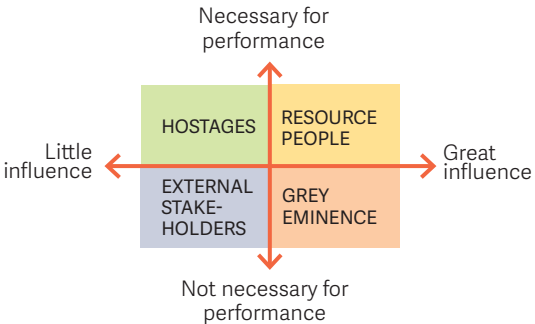 Necessary for
performance
HOSTAGES
RESOURCE
PEOPLE
Little
influence
Great
influence
EXTERNAL
STAKE-
HOLDERS
GREY
EMINENCE
Not necessary for
performance